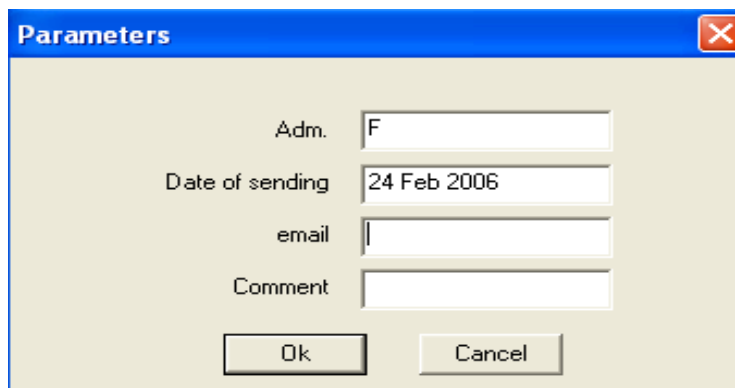 Parameters
Adm. F
Date of sending 24 Feb 2006
email
Comment
Ok Cancel